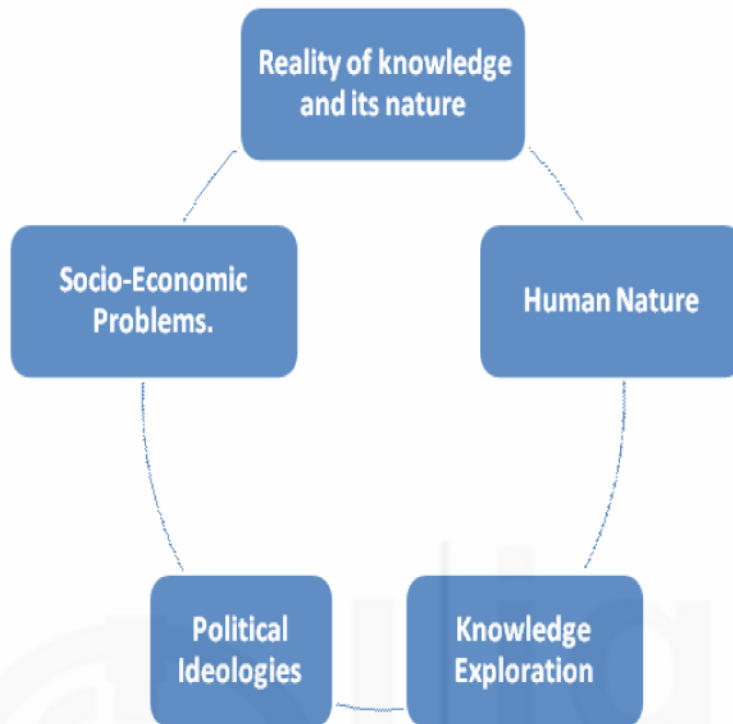 Reality of knowledge
and its nature
Socio-Economic
Problems.
Human Nature
Political
Ideologies
Knowledge
Exploration